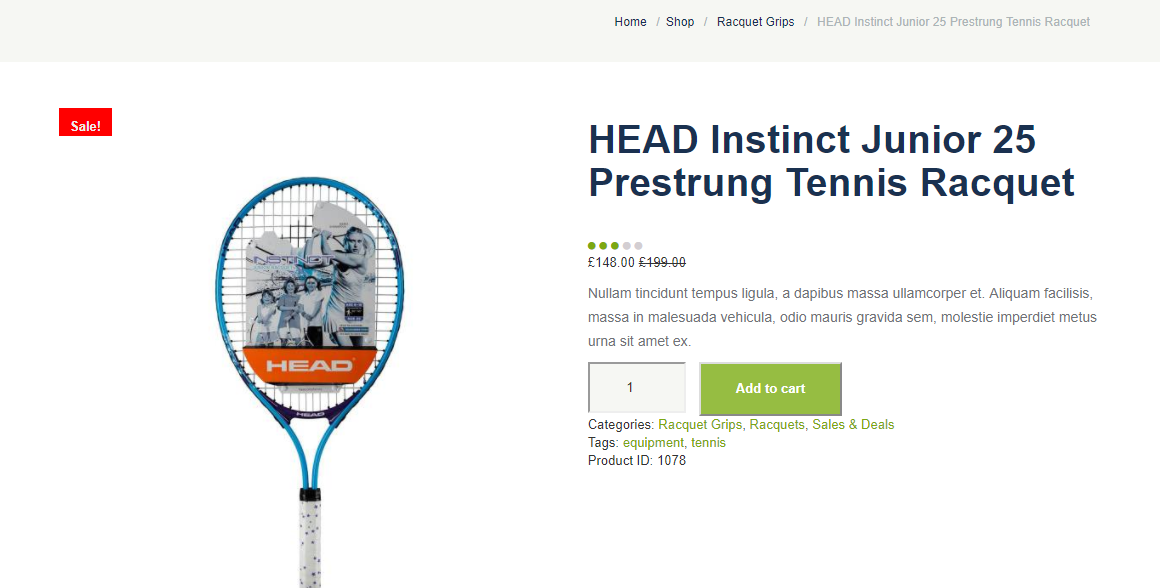 Home / Shop / Racquet Grips / HEAD Instinct Junior 25 Prestrung Tennis Racquet
Sale!
HEAD Instinct Junior 25
Prestrung Tennis Racquet
£148.00 £199.00
Nullam tincidunt tempus ligula, a dapibus massa ullamcorper et. Aliquam facilisis,
massa in malesuada vehicula, odio mauris gravida sem, molestie imperdiet metus
urna sit amet ex.
1
Add to cart
Categories: Racquet Grips, Racquets, Sales & Deals
Tags: equipment, tennis
Product ID: 1078
INSTINCT
HEAD
HEAD